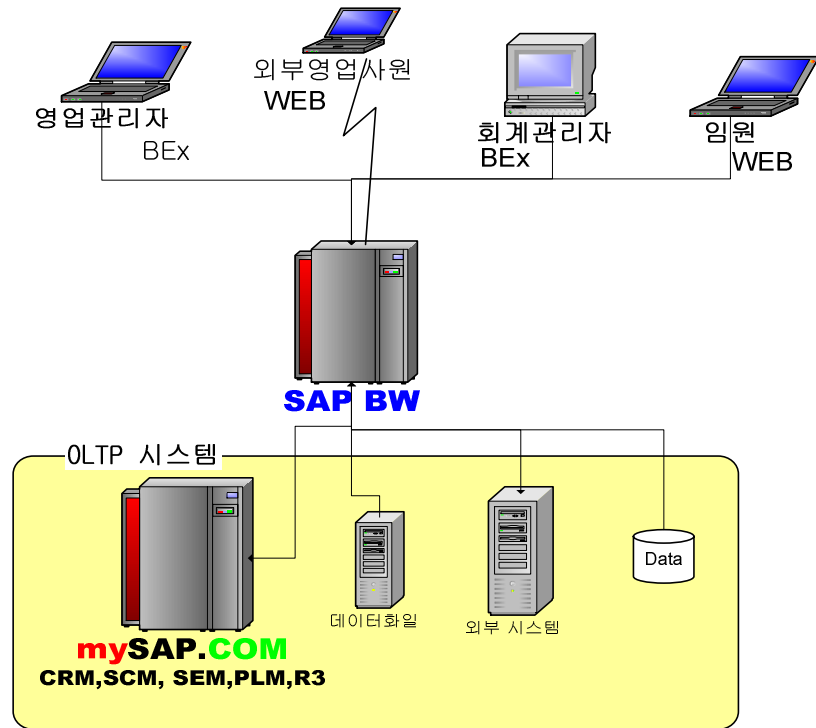 외부영업사원
WEB
영업관리자
BEx
회계관리자
BEx
임원
WEB
SAP BW
OLTP 시스템
Data
데이터화일
외부 시스템
mySAP.COM
CRM,SCM, SEM,PLM,R3